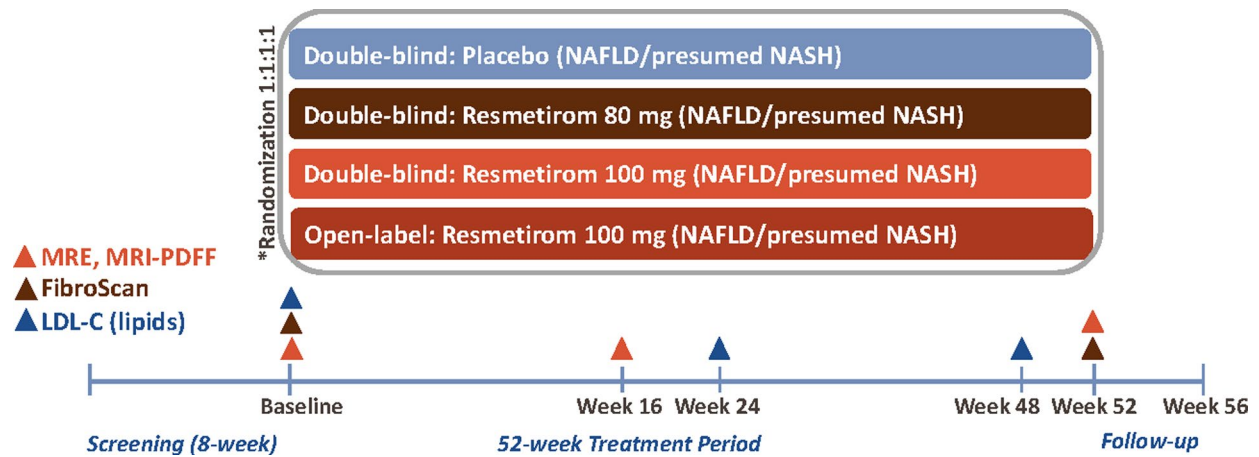 *Randomization 1:1:1:1
Double-blind: Placebo (NAFLD/presumed NASH)
Double-blind: Resmetirom 80 mg (NAFLD/presumed NASH)
Double-blind: Resmetirom 100 mg (NAFLD/presumed NASH)
Open-label: Resmetirom 100 mg (NAFLD/presumed NASH)
MRE, MRI-PDFF
FibroScan
LDL-C (lipids)
Baseline
Week 16
Week 24
Week 48
Week 52
Week 56
Screening (8-week)
52-week Treatment Period
Follow-up